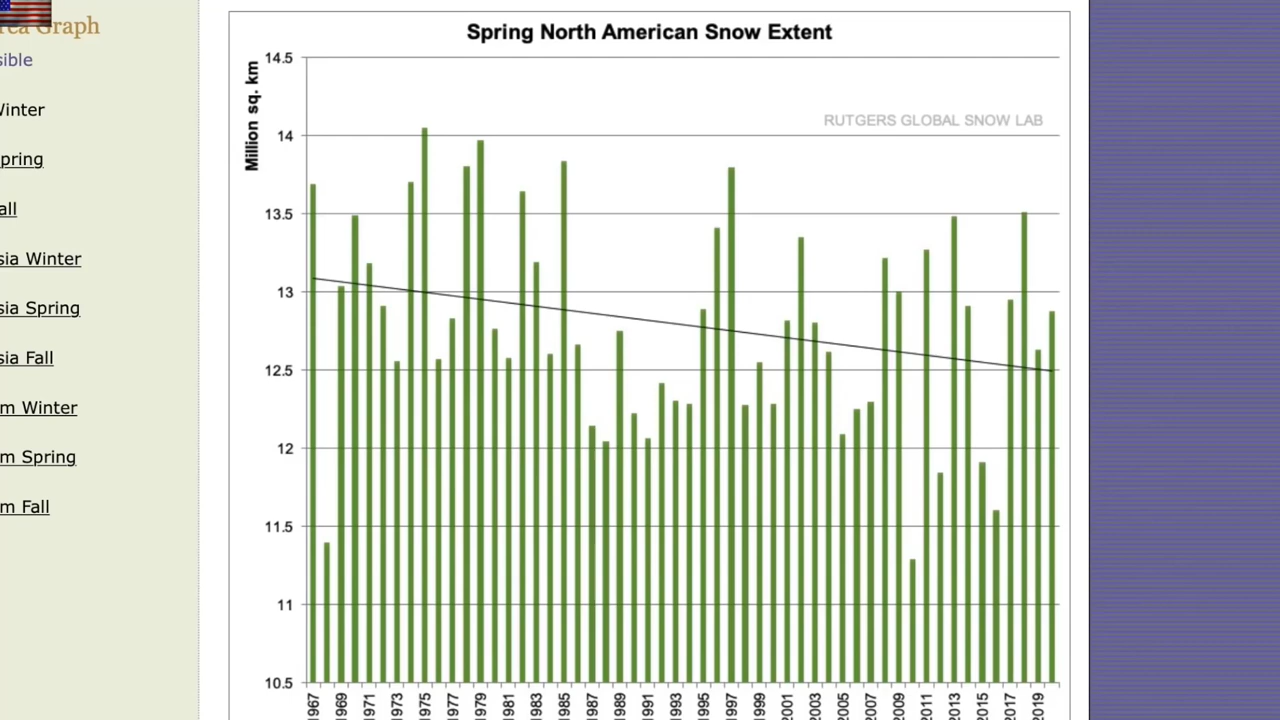 rea Graph
sible
Winter
pring
all
sia Winter
sia Spring
sia Fall
m Winter
m Spring
m Fall
Spring North American Snow Extent
Million sq. km
RUTGERS GLOBAL SNOW LAB
14.5
14
13.5
13
12.5
12
11.5
11
10.5
1967 1969 1971 1973 1975 1977 1979 1981 1983 1985 1987 1989 1991 1993 1995 1997 1999 2001 2003 2005 2007 2009 2011 2013 2015 2017 2019